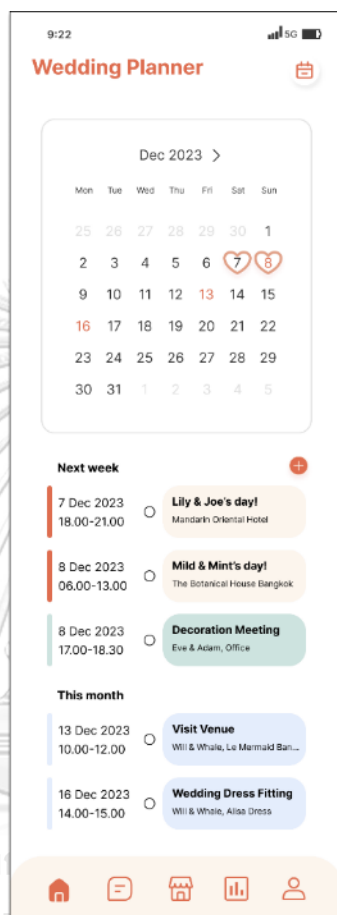 9:22
5G
Wedding Planner
Dec 2023 >
Mon Tue Wed Thu Fri Sat Sun
25 26 27 28 29 30 1
2 3 4 5 6 7 8
9 10 11 12 13 14 15
16 17 18 19 20 21 22
23 24 25 26 27 28 29
30 31 1 2 3 4 5
Next week
7 Dec 2023
18.00-21.00
Lily & Joe's day!
Mandarin Oriental Hotel
8 Dec 2023
06.00-13.00
Mild & Mint's day!
The Botanical House Bangkok
8 Dec 2023
17.00-18.30
Decoration Meeting
Eve & Adam, Office
This month
13 Dec 2023
10.00-12.00
Visit Venue
Will & Whale, Le Mermaid Ban...
16 Dec 2023
14.00-15.00
Wedding Dress Fitting
Will & Whale, Alisa Dress